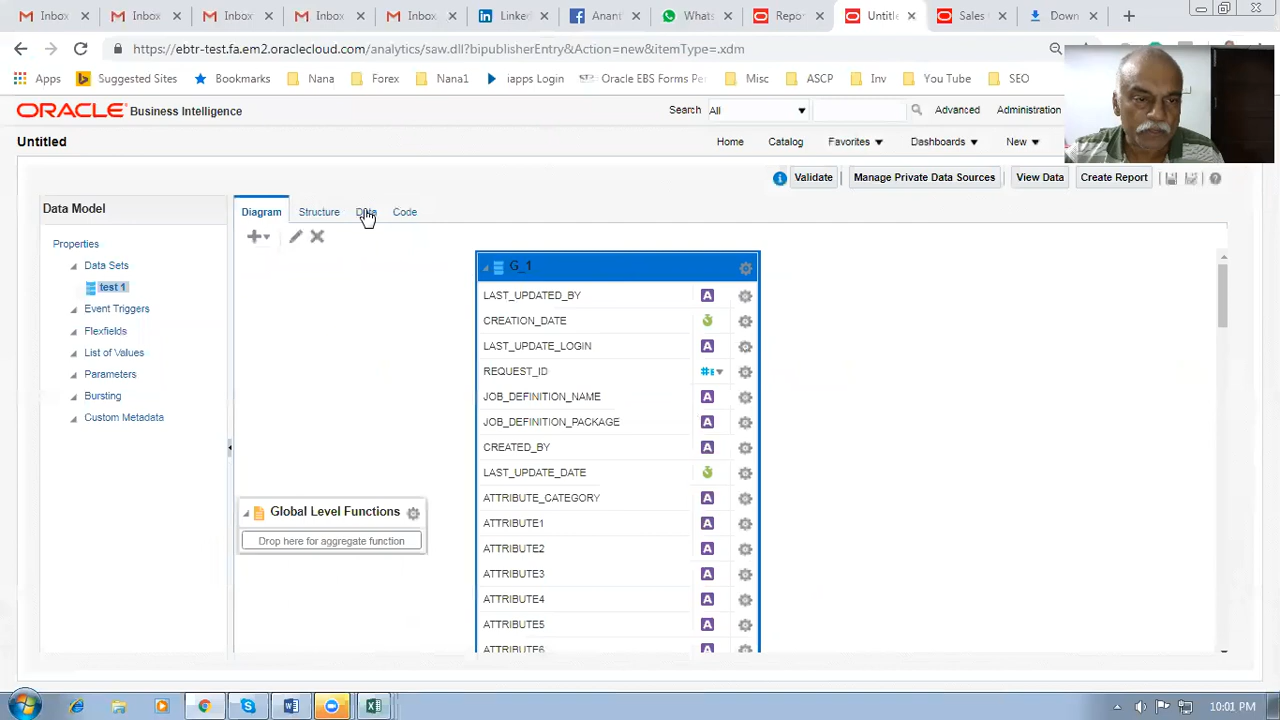 Inbox
Inbox
Inbox
Inbox
Inbox
Linke
Anant
Whats
Repo
Untitl
Sales
Down
https://ebtr-test.fa.em2.oraclecloud.com/analytics/saw.dll?bipublisherEntry&Action=new&itemType=.xdm
Apps
Suggested Sites
Bookmarks
Nana
Forex
Nana1
iapps Login
Oracle EBS Forms Pe
Misc
ASCP
Inv
You Tube
SEO
ORACLE Business Intelligence
Search All
Advanced
Administration
Untitled
Home
Catalog
Favorites
Dashboards
New
Validate
Manage Private Data Sources
View Data
Create Report
Data Model
Diagram
Structure
Data
Code
Properties
Data Sets
test 1
Event Triggers
Flexfields
List of Values
Parameters
Bursting
Custom Metadata
G_1
LAST_UPDATED_BY
CREATION_DATE
LAST_UPDATE_LOGIN
REQUEST_ID
JOB_DEFINITION_NAME
JOB_DEFINITION_PACKAGE
CREATED_BY
LAST_UPDATE_DATE
ATTRIBUTE_CATEGORY
ATTRIBUTE1
ATTRIBUTE2
ATTRIBUTE3
ATTRIBUTE4
ATTRIBUTE5
ATTRIBUTE6
Global Level Functions
Drop here for aggregate function
10:01 PM